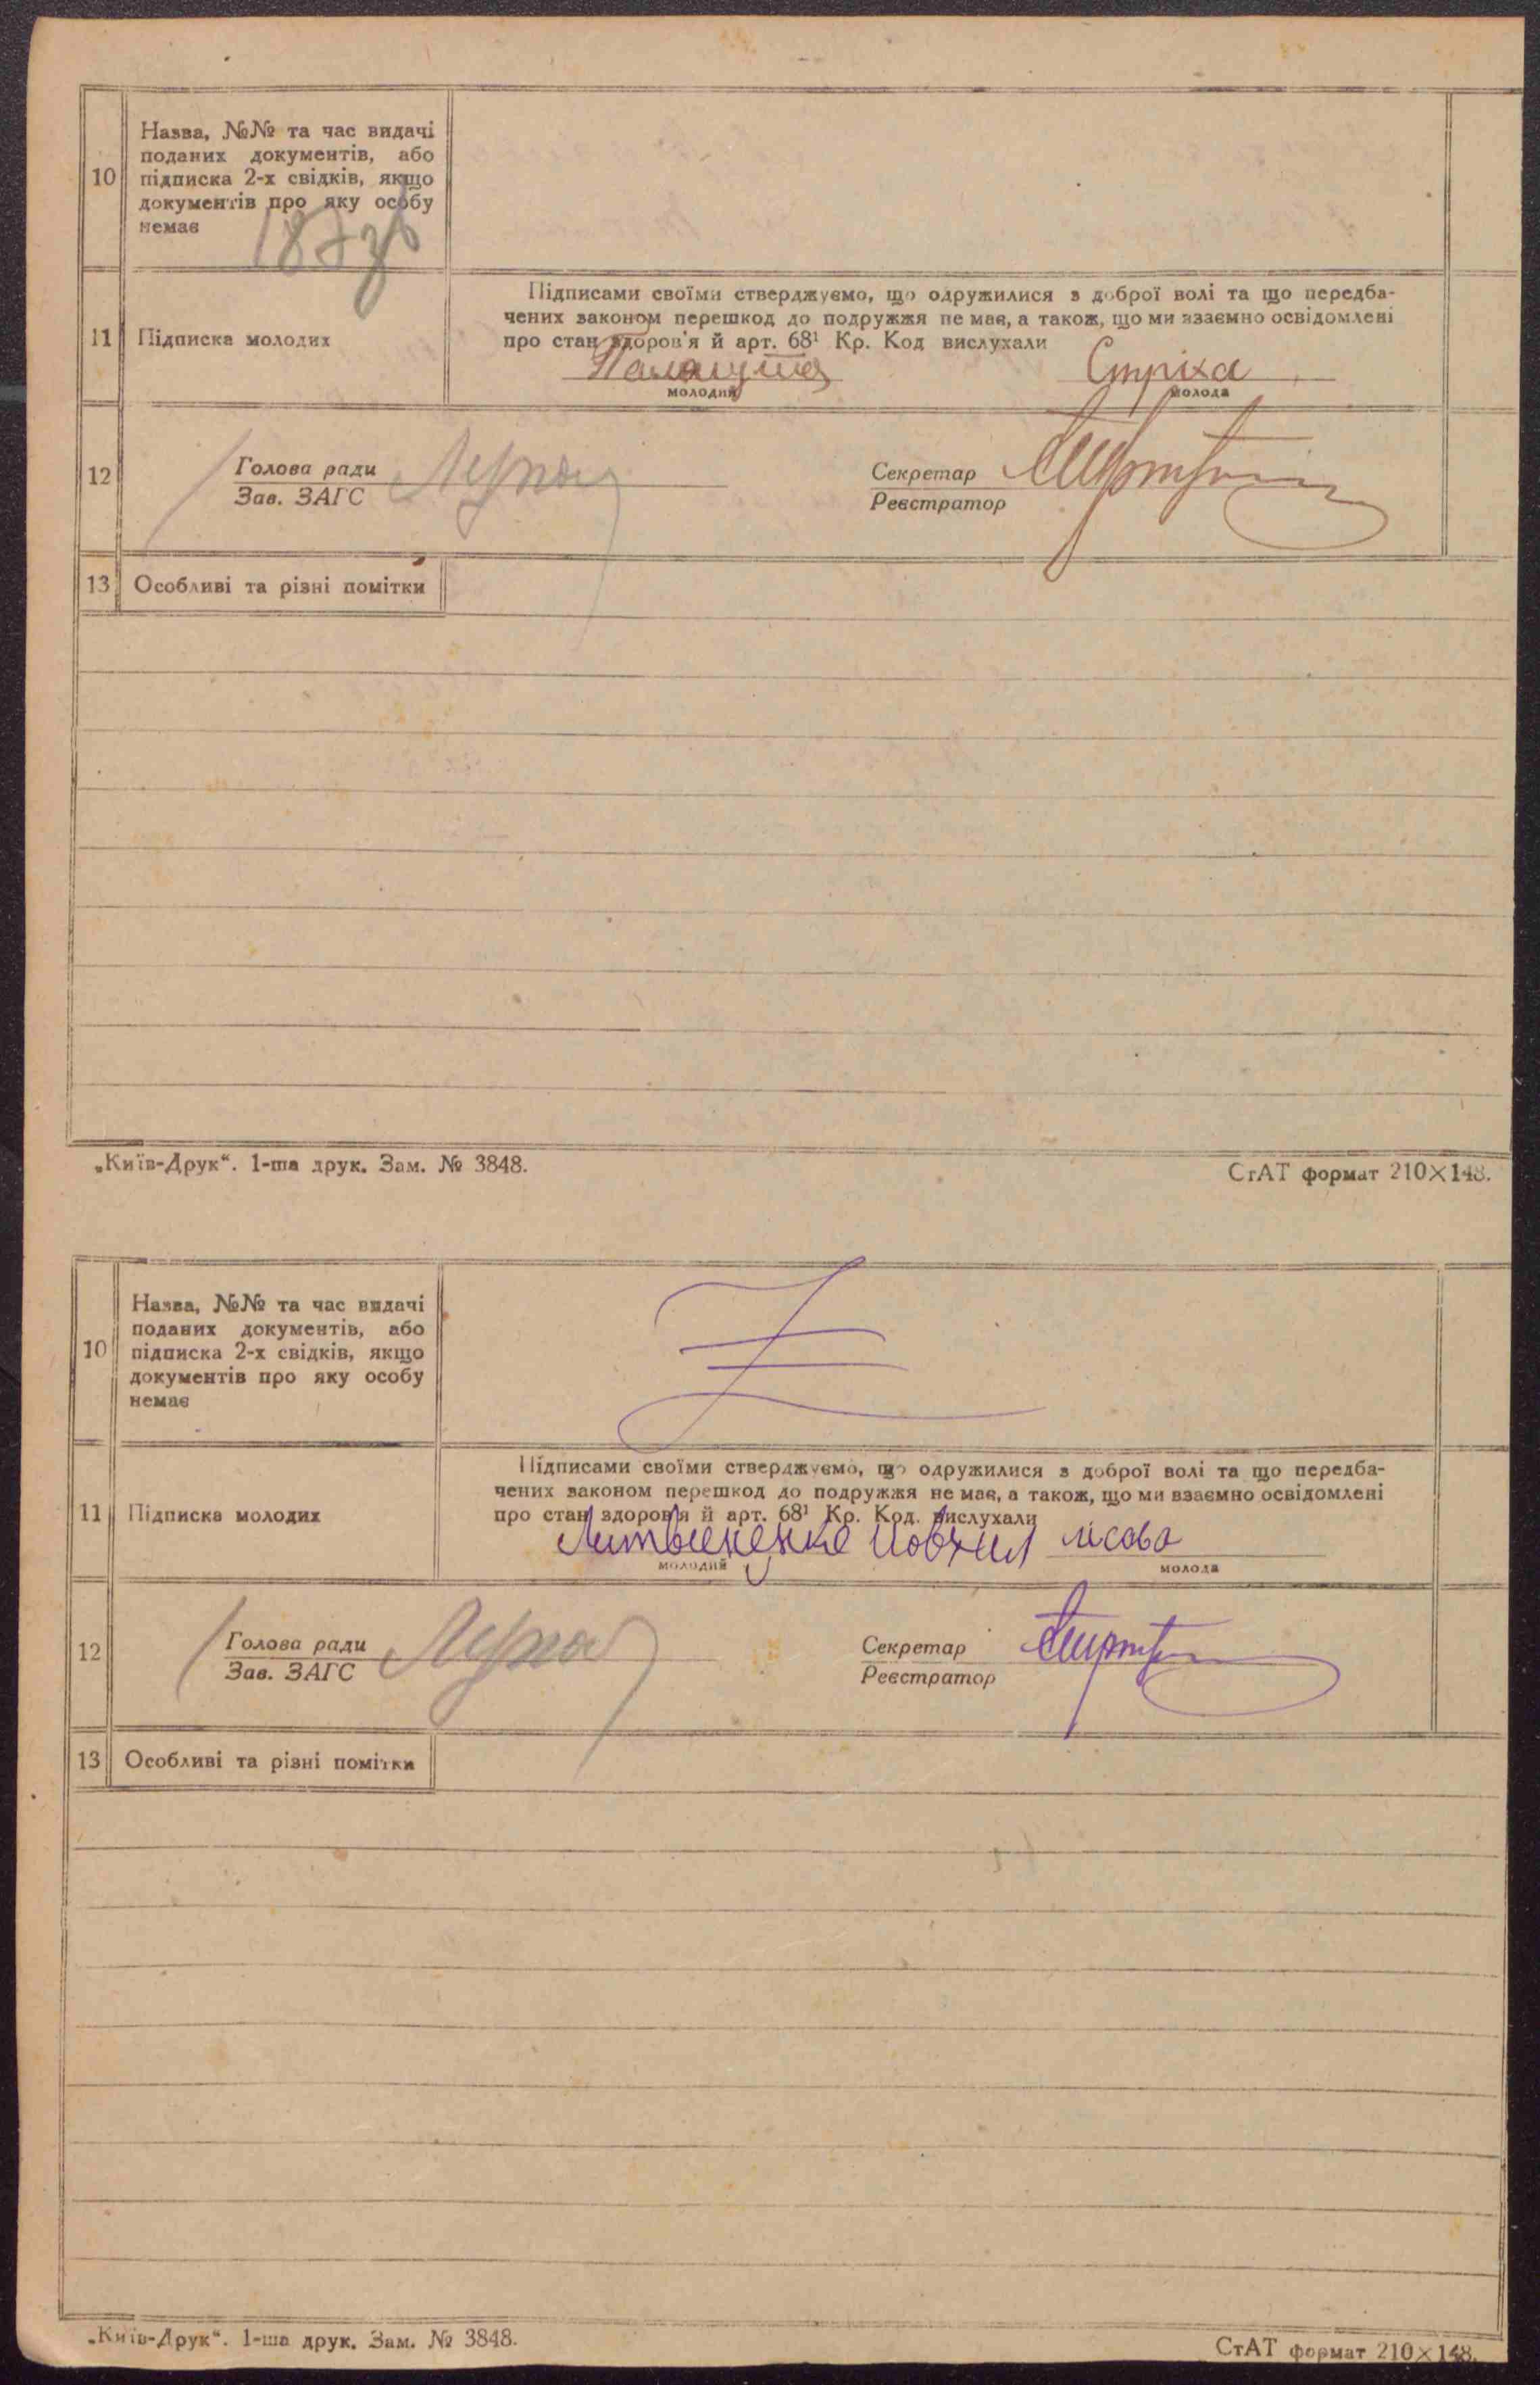 10
Назва, №№ та час видачі
поданих документів, або
підписка 2-х свідків, якщо
документів про яку особу
немає
187зв
11
Підписка молодих
Підписами своїми стверджуємо, що одружилися з доброї волі та що передба-
чених законом перешкод до подружжя не має, а також, що ми взаємно освідомлені
про стан здоров'я й арт. 68¹ Кр. Код вислухали
Стріха
молодий
молода
12
Голова ради
Зав. ЗАГС
Секретар
Реєстратор
13
Особливі та різні помітки
„Київ-Друк“. 1-ша друк. Зам. № 3848.
СтАТ формат 210×148.
10
Назва, №№ та час видачі
поданих документів, або
підписка 2-х свідків, якщо
документів про яку особу
немає
11
Підписка молодих
Підписами своїми стверджуємо, що одружилися з доброї волі та що передба-
чених законом перешкод до подружжя не має, а також, що ми взаємно освідомлені
про стан здоров'я й арт. 68¹ Кр. Код. вислухали
молодий
молода
12
Голова ради
Зав. ЗАГС
Секретар
Реєстратор
13
Особливі та різні помітки
„Київ-Друк“. 1-ша друк. Зам. № 3848.
СтАТ формат 210×148.